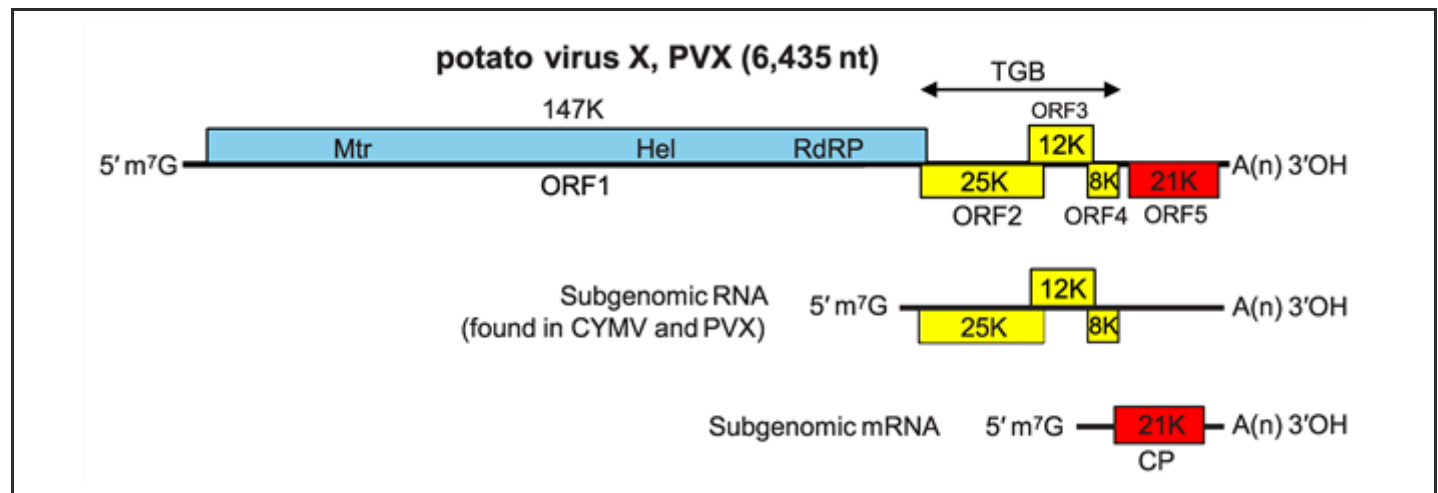 potato virus X, PVX (6,435 nt)
TGB
147K
ORF3
Mtr Hel RdRP 12K
5′ m⁷G A(n) 3′OH
25K 8K 21K
ORF1
ORF2 ORF4 ORF5
12K
Subgenomic RNA 5′ m⁷G A(n) 3′OH
(found in CYMV and PVX) 25K 8K
Subgenomic mRNA 5′ m⁷G 21K A(n) 3′OH
CP